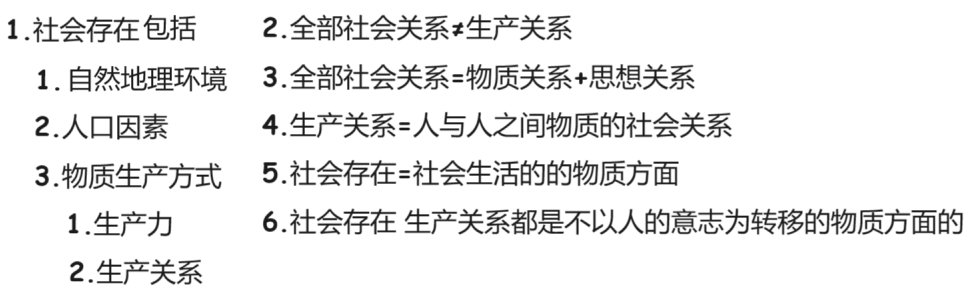 1.社会存在包括
1. 自然地理环境
2.人口因素
3.物质生产方式
1.生产力
2.生产关系
2.全部社会关系≠生产关系
3.全部社会关系=物质关系+思想关系
4.生产关系=人与人之间物质的社会关系
5.社会存在=社会生活的的物质方面
6.社会存在 生产关系都是不以人的意志为转移的物质方面的